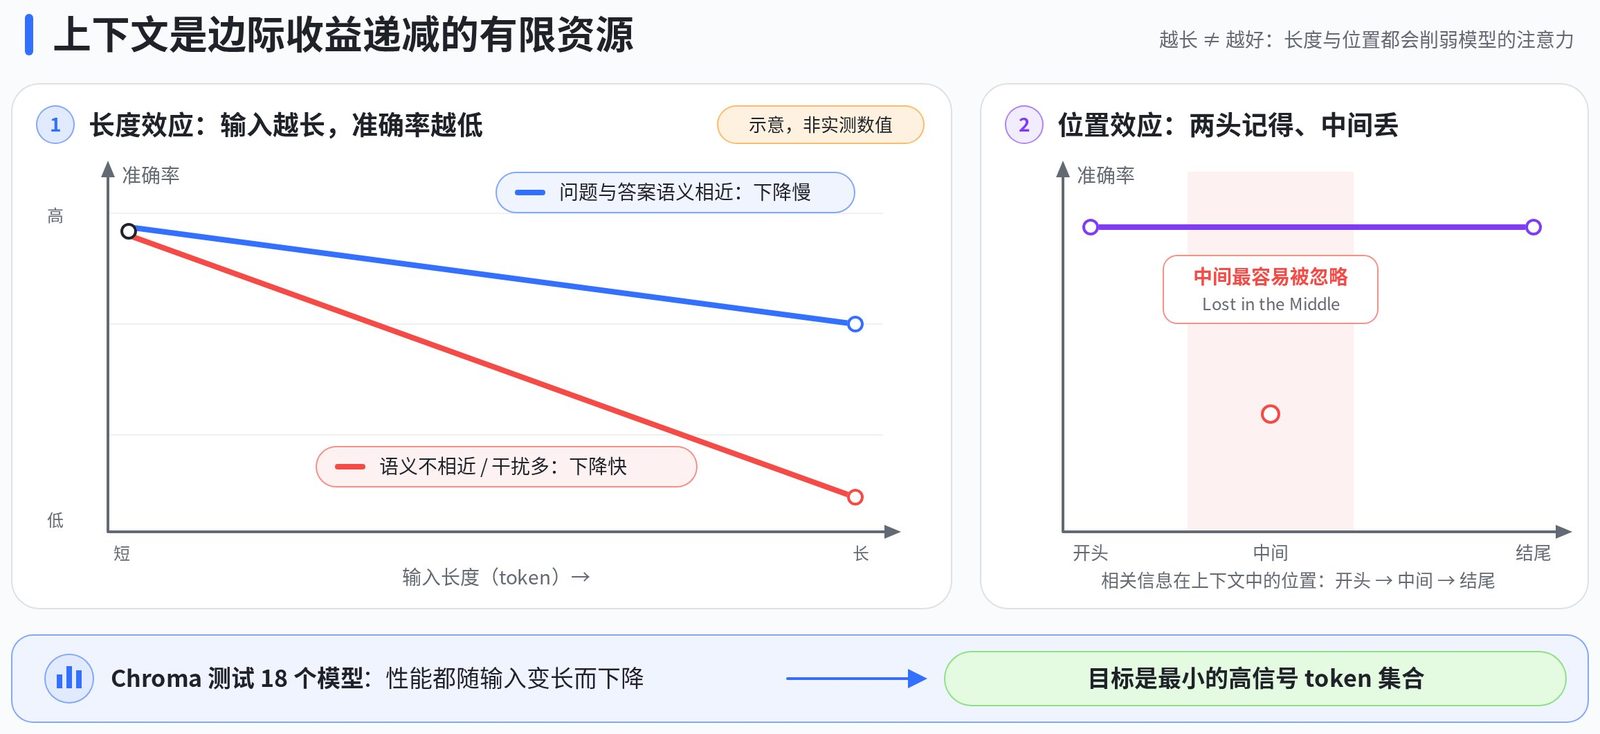 上下文是边际收益递减的有限资源
越长 ≠ 越好：长度与位置都会削弱模型的注意力
1 长度效应：输入越长，准确率越低
示意，非实测数值
准确率
高
问题与答案语义相近：下降慢
语义不相近 / 干扰多：下降快
低
短
长
输入长度（token）→
2 位置效应：两头记得、中间丢
准确率
中间最容易被忽略
Lost in the Middle
开头
中间
结尾
相关信息在上下文中的位置：开头 → 中间 → 结尾
Chroma 测试 18 个模型：性能都随输入变长而下降
目标是最小的高信号 token 集合